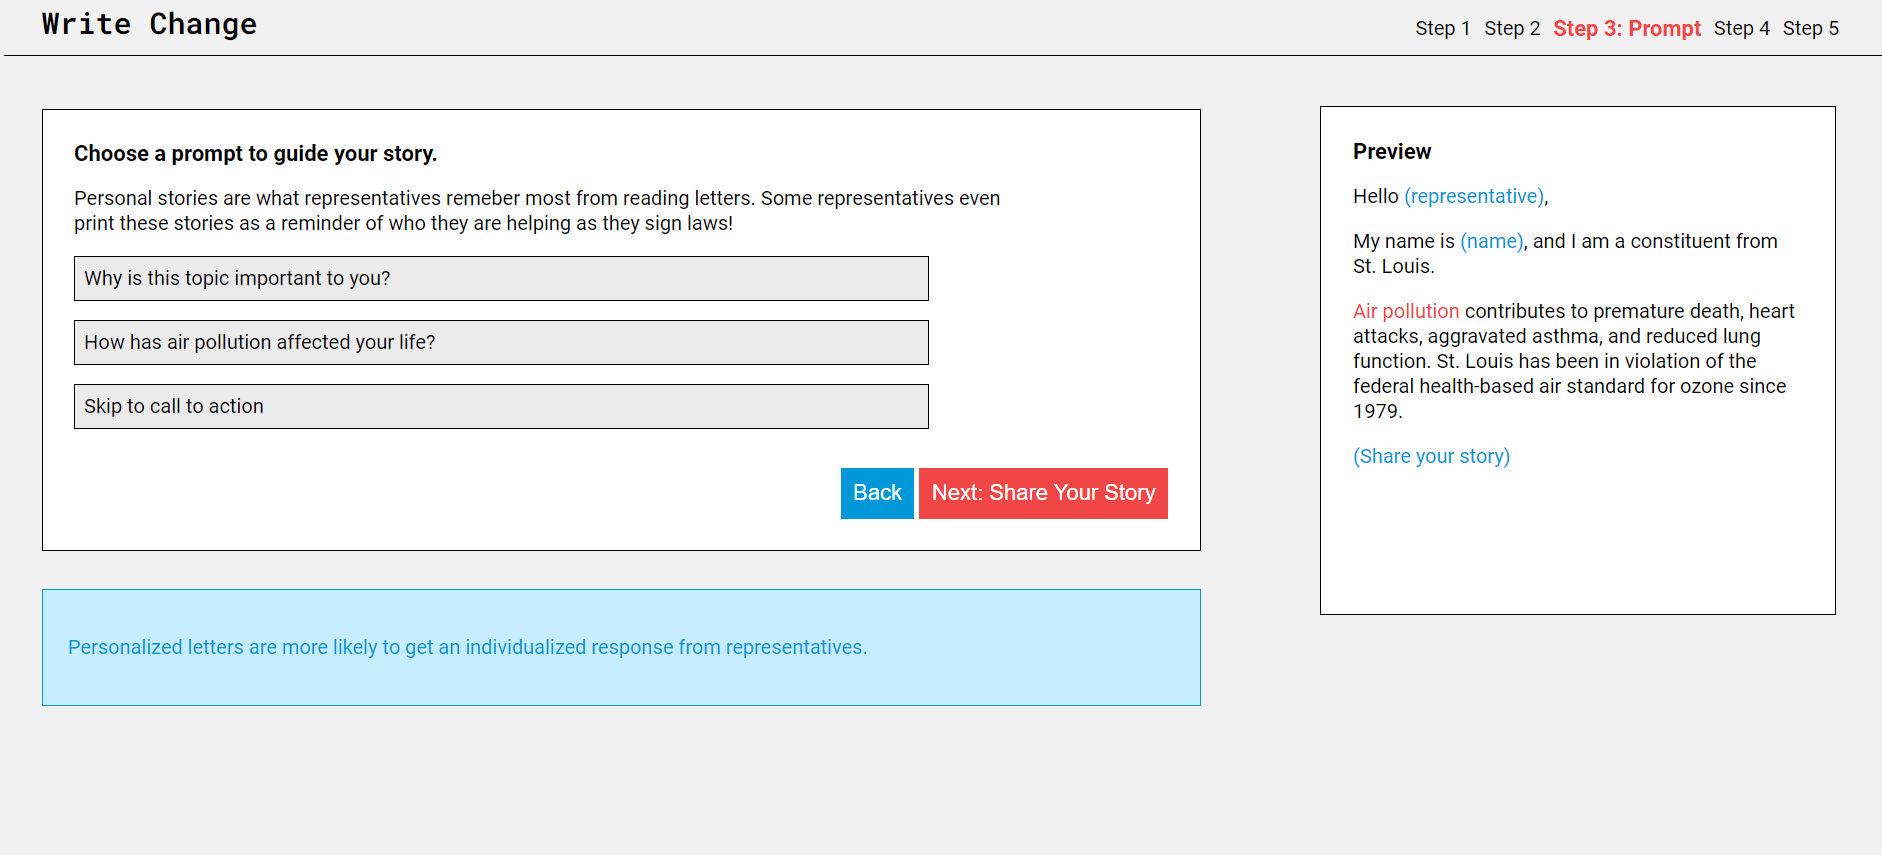 Write Change
Step 1 Step 2 Step 3: Prompt Step 4 Step 5
Choose a prompt to guide your story.
Personal stories are what representatives remeber most from reading letters. Some representatives even
print these stories as a reminder of who they are helping as they sign laws!
Why is this topic important to you?
How has air pollution affected your life?
Skip to call to action
Back Next: Share Your Story
Personalized letters are more likely to get an individualized response from representatives.
Preview
Hello (representative),
My name is (name), and I am a constituent from
St. Louis.
Air pollution contributes to premature death, heart
attacks, aggravated asthma, and reduced lung
function. St. Louis has been in violation of the
federal health-based air standard for ozone since
1979.
(Share your story)